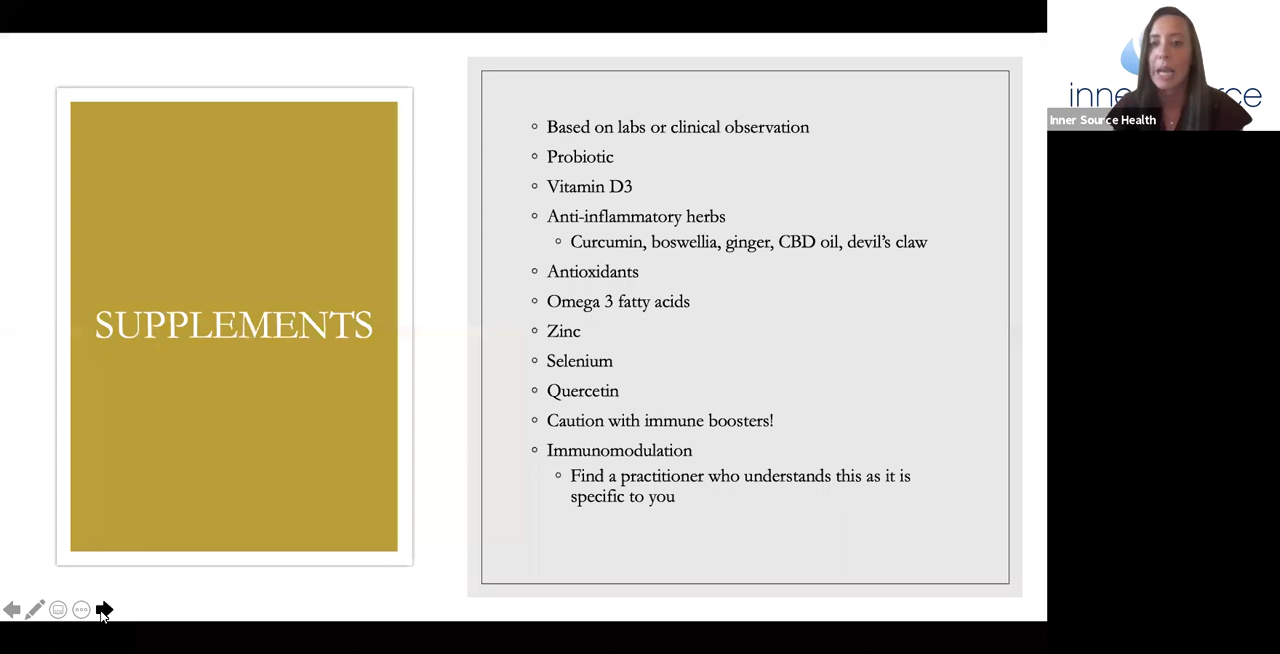 SUPPLEMENTS
Based on labs or clinical observation
Probiotic
Vitamin D3
Anti-inflammatory herbs
Curcumin, boswellia, ginger, CBD oil, devil's claw
Antioxidants
Omega 3 fatty acids
Zinc
Selenium
Quercetin
Caution with immune boosters!
Immunomodulation
Find a practitioner who understands this as it is
specific to you
Inner Source Health